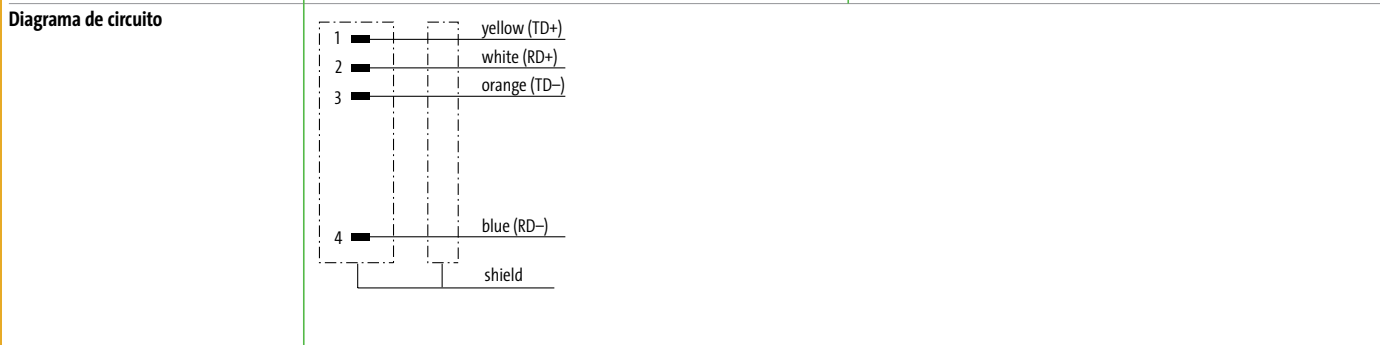 Diagrama de circuito
1 yellow (TD+)
2 white (RD+)
3 orange (TD–)
4 blue (RD–)
shield